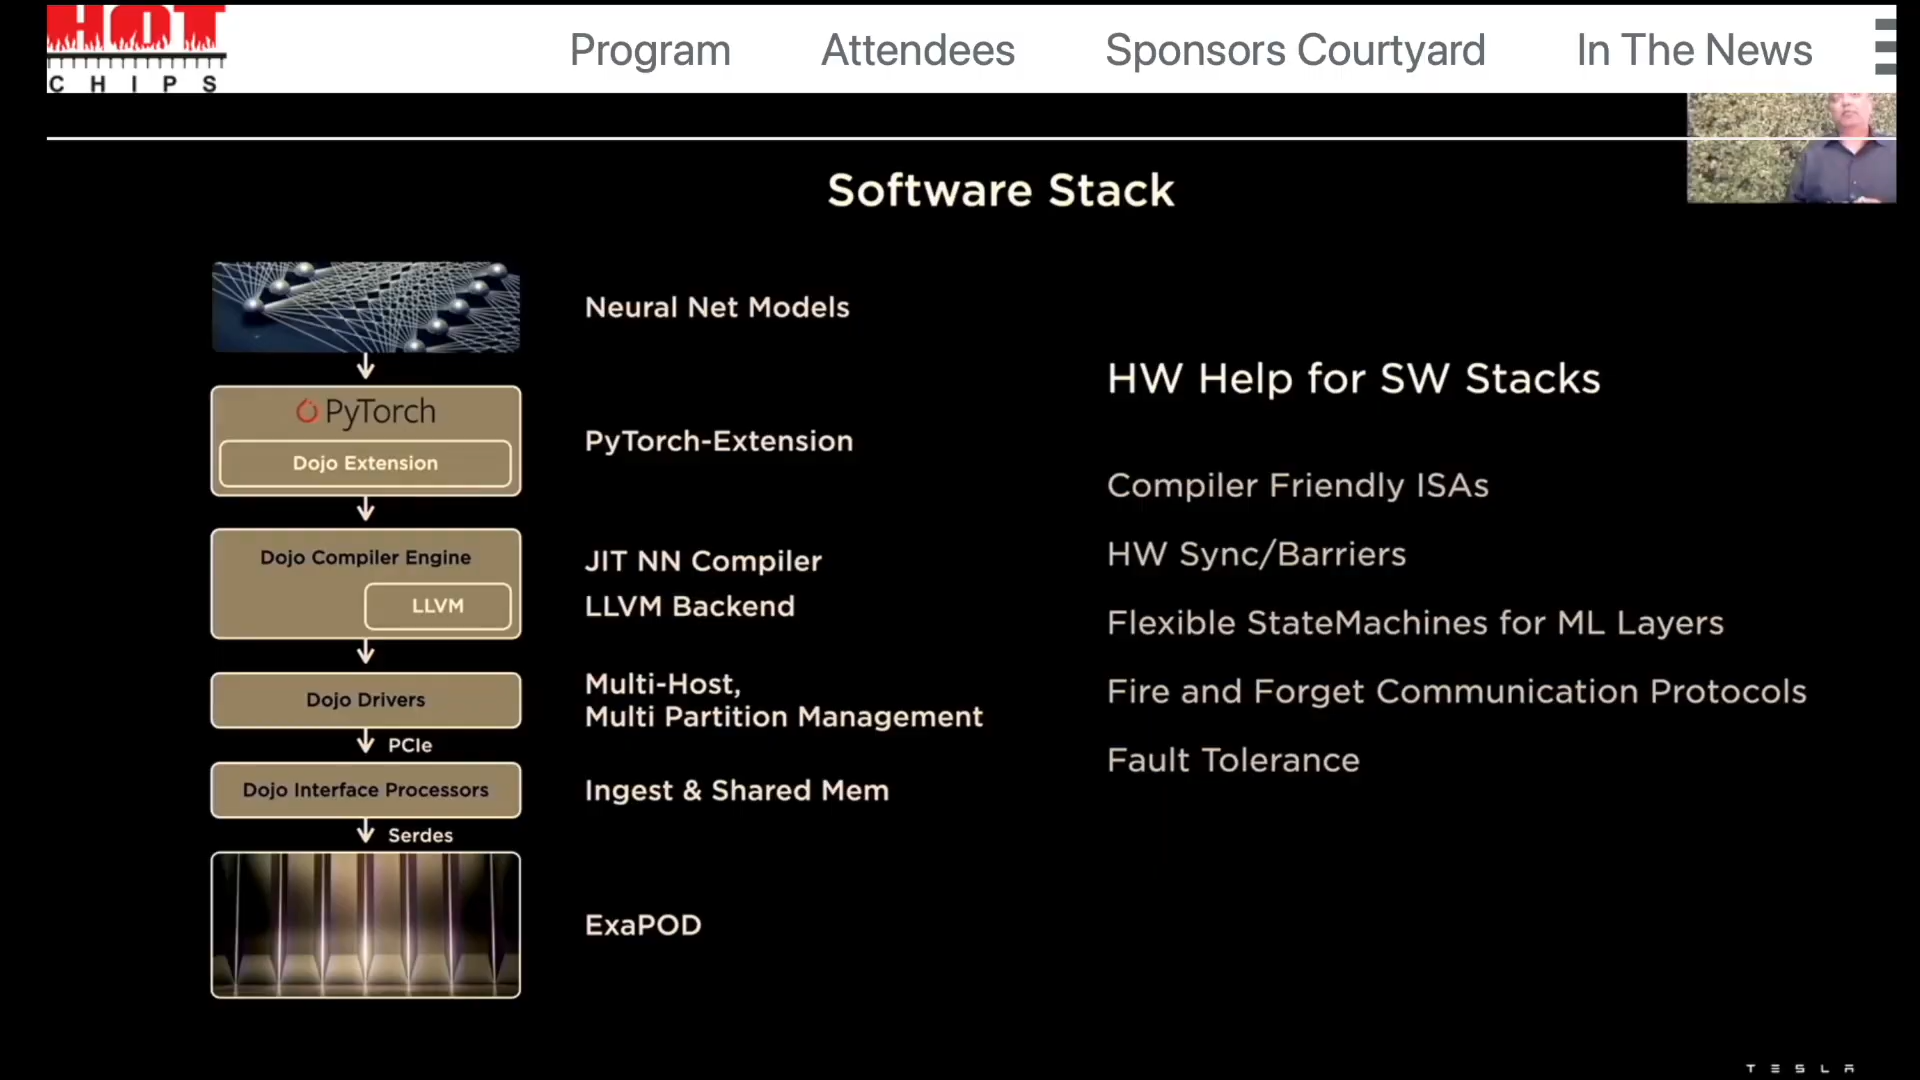 HOT
CHIPS
Program
Attendees
Sponsors Courtyard
In The News
Software Stack
Neural Net Models
PyTorch
Dojo Extension
PyTorch-Extension
Dojo Compiler Engine
LLVM
JIT NN Compiler
LLVM Backend
Dojo Drivers
Multi-Host,
Multi Partition Management
PCIe
Dojo Interface Processors
Ingest & Shared Mem
Serdes
ExaPOD
HW Help for SW Stacks
Compiler Friendly ISAs
HW Sync/Barriers
Flexible StateMachines for ML Layers
Fire and Forget Communication Protocols
Fault Tolerance
TESLA